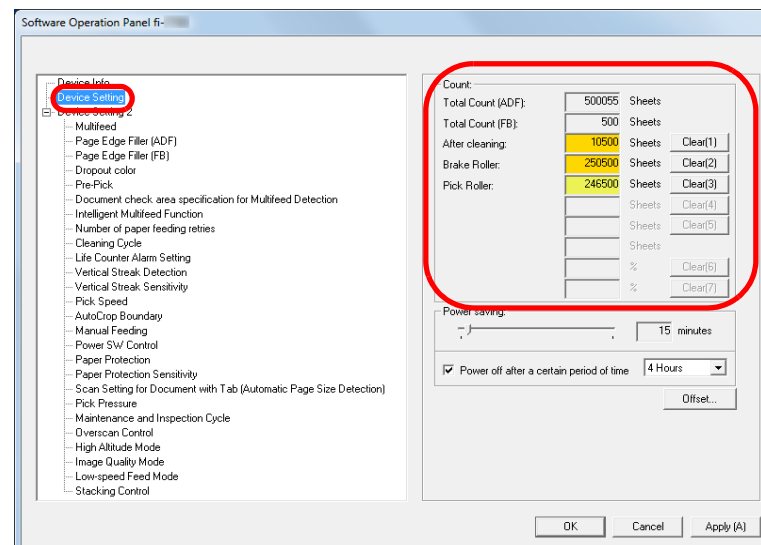 Software Operation Panel fi-
Device Info
Device Setting
Device Setting 2
Multifeed
Page Edge Filler (ADF)
Page Edge Filler (FB)
Dropout color
Pre-Pick
Document check area specification for Multifeed Detection
Intelligent Multifeed Function
Number of paper feeding retries
Cleaning Cycle
Life Counter Alarm Setting
Vertical Streak Detection
Vertical Streak Sensitivity
Pick Speed
AutoCrop Boundary
Manual Feeding
Power SW Control
Paper Protection
Paper Protection Sensitivity
Scan Setting for Document with Tab (Automatic Page Size Detection)
Pick Pressure
Maintenance and Inspection Cycle
Overscan Control
High Altitude Mode
Image Quality Mode
Low-speed Feed Mode
Stacking Control
Count:
Total Count (ADF): 500055 Sheets
Total Count (FB): 500 Sheets
After cleaning: 10500 Sheets Clear(1)
Brake Roller: 250500 Sheets Clear(2)
Pick Roller: 246500 Sheets Clear(3)
Sheets Clear(4)
Sheets Clear(5)
Sheets
% Clear(6)
% Clear(7)
Power saving:
15 minutes
Power off after a certain period of time 4 Hours
Offset...
OK Cancel Apply (A)